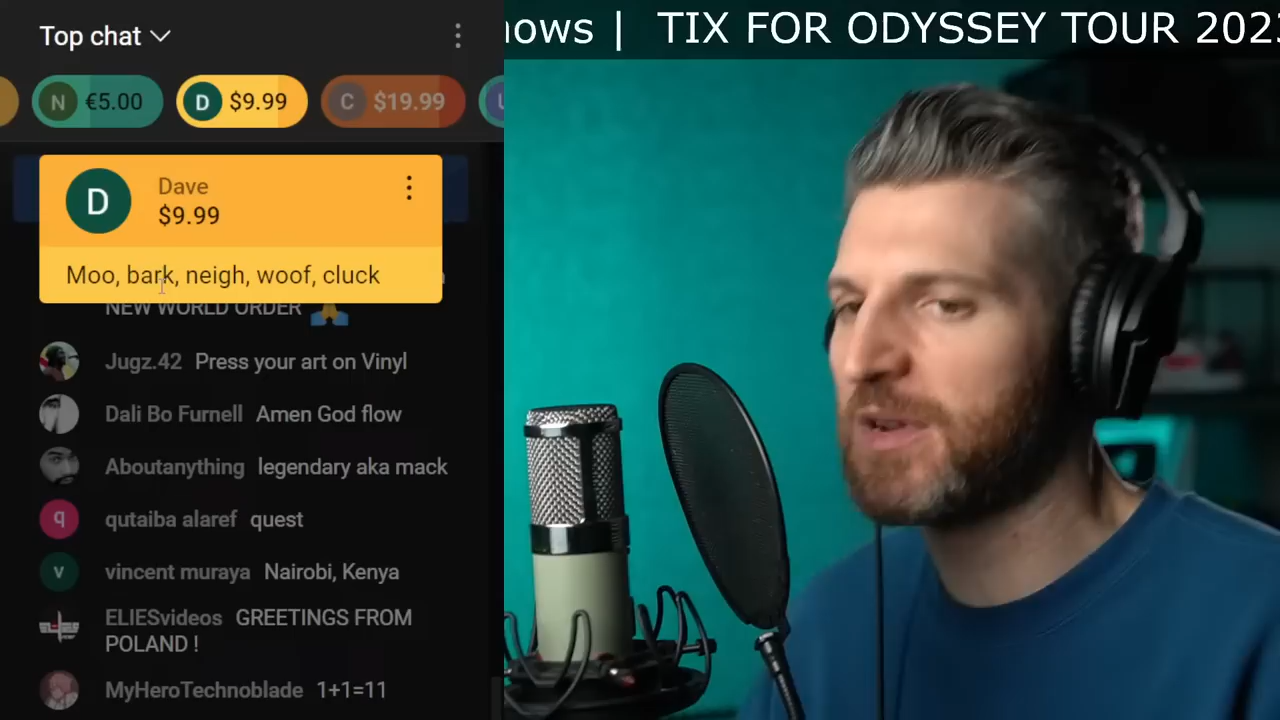 Top chat
nows | TIX FOR ODYSSEY TOUR 202
N €5.00
D $9.99
C $19.99
D
Dave
$9.99
Moo, bark, neigh, woof, cluck
NEW WORLD ORDER
Jugz.42 Press your art on Vinyl
Dali Bo Furnell Amen God flow
Aboutanything legendary aka mack
q qutaiba alaref quest
v vincent muraya Nairobi, Kenya
ELIESvideos GREETINGS FROM
POLAND !
MyHeroTechnoblade 1+1=11